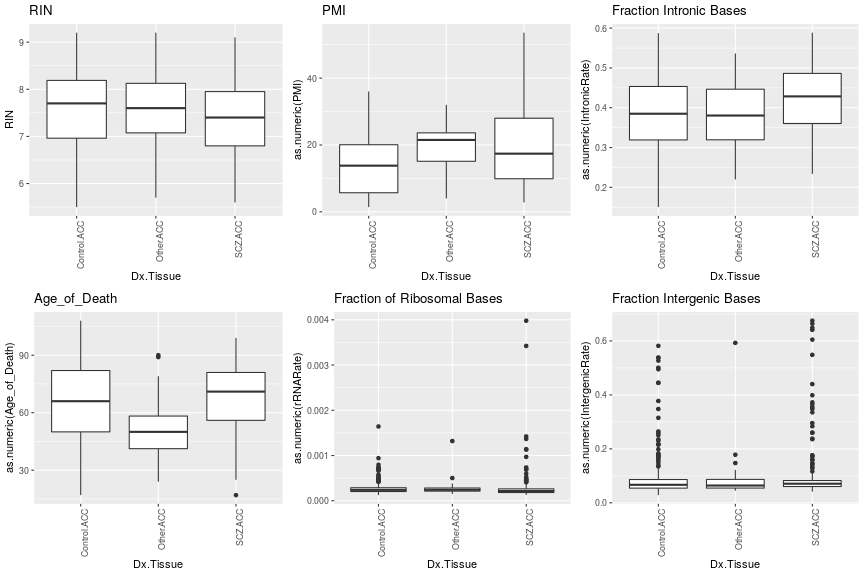 RIN
PMI
Fraction Intronic Bases
RIN
9
8
7
6
Control.ACC
Other.ACC
SCZ.ACC
Dx.Tissue
as.numeric(PMI)
40
20
0
Control.ACC
Other.ACC
SCZ.ACC
Dx.Tissue
as.numeric(IntronicRate)
0.6
0.5
0.4
0.3
0.2
Control.ACC
Other.ACC
SCZ.ACC
Dx.Tissue
Age_of_Death
Fraction of Ribosomal Bases
Fraction Intergenic Bases
as.numeric(Age_of_Death)
90
60
30
Control.ACC
Other.ACC
SCZ.ACC
Dx.Tissue
as.numeric(rRNARate)
0.004
0.003
0.002
0.001
0.000
Control.ACC
Other.ACC
SCZ.ACC
Dx.Tissue
as.numeric(IntergenicRate)
0.6
0.4
0.2
0.0
Control.ACC
Other.ACC
SCZ.ACC
Dx.Tissue